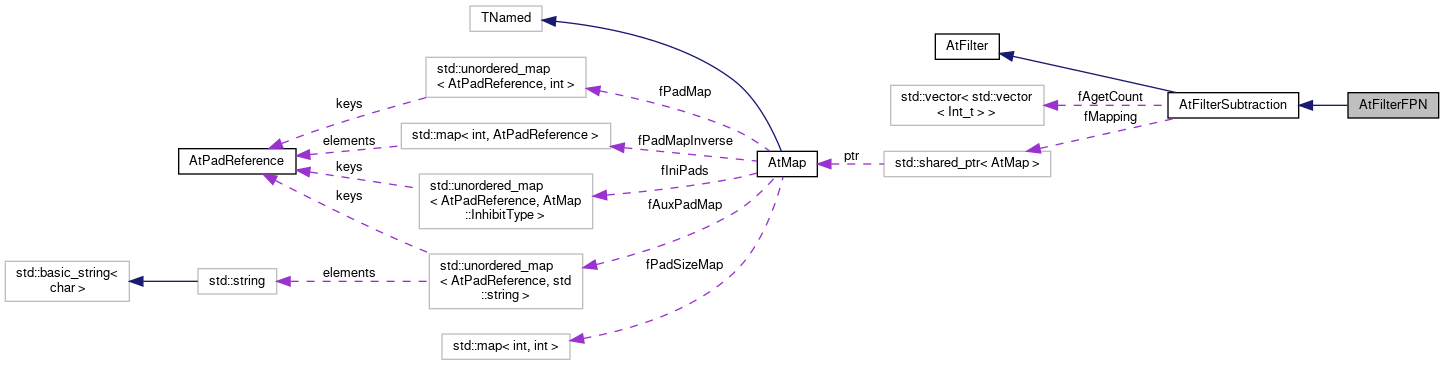 TNamed
AtFilter
std::unordered_map
< AtPadReference, int >
fPadMap
keys
std::vector< std::vector
< Int_t > >
fAgetCount
AtFilterSubtraction
AtFilterFPN
fMapping
std::map< int, AtPadReference >
elements
fPadMapInverse
AtPadReference
AtMap
ptr
std::shared_ptr< AtMap >
keys
fIniPads
std::unordered_map
< AtPadReference, AtMap
::InhibitType >
keys
fAuxPadMap
std::basic_string<
char >
std::string
elements
std::unordered_map
< AtPadReference, std
::string >
fPadSizeMap
std::map< int, int >